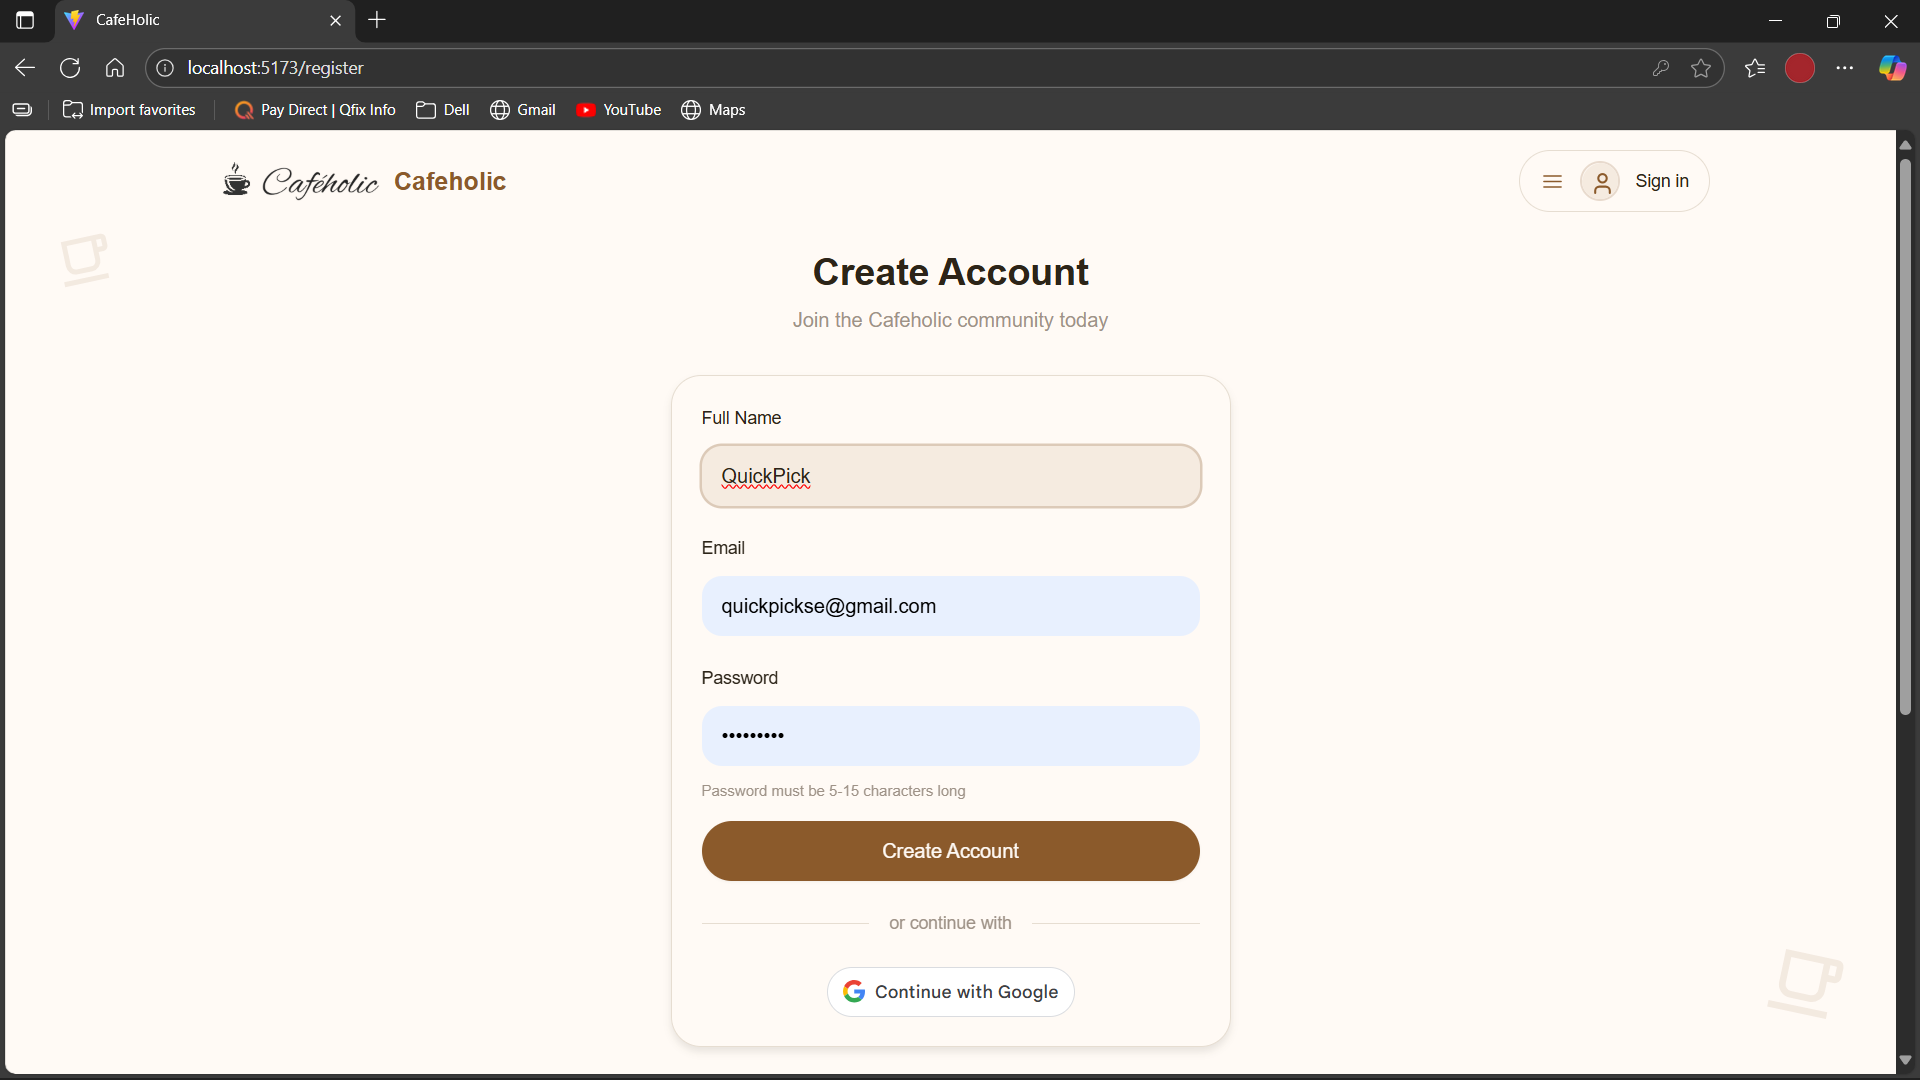 CafeHolic
localhost:5173/register
Import favorites
Pay Direct | Qfix Info
Dell
Gmail
YouTube
Maps
Caféholic Cafeholic
Sign in
Create Account
Join the Cafeholic community today
Full Name
QuickPick
Email
quickpickse@gmail.com
Password
•••••••••
Password must be 5-15 characters long
Create Account
or continue with
Continue with Google